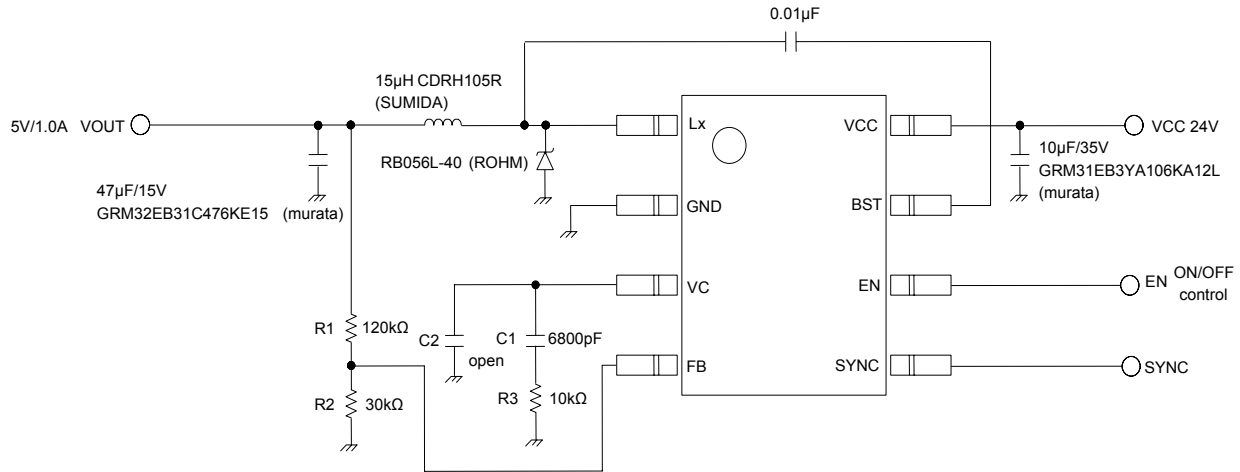 0.01µF
15µH CDRH105R
(SUMIDA)
5V/1.0A VOUT
Lx
VCC
VCC 24V
RB056L-40 (ROHM)
10µF/35V
GRM31EB3YA106KA12L
(murata)
47µF/15V
GRM32EB31C476KE15 (murata)
GND
BST
VC
EN
EN ON/OFF
control
R1 120kΩ
C2
open
C1 6800pF
FB
SYNC
SYNC
R2 30kΩ
R3 10kΩ